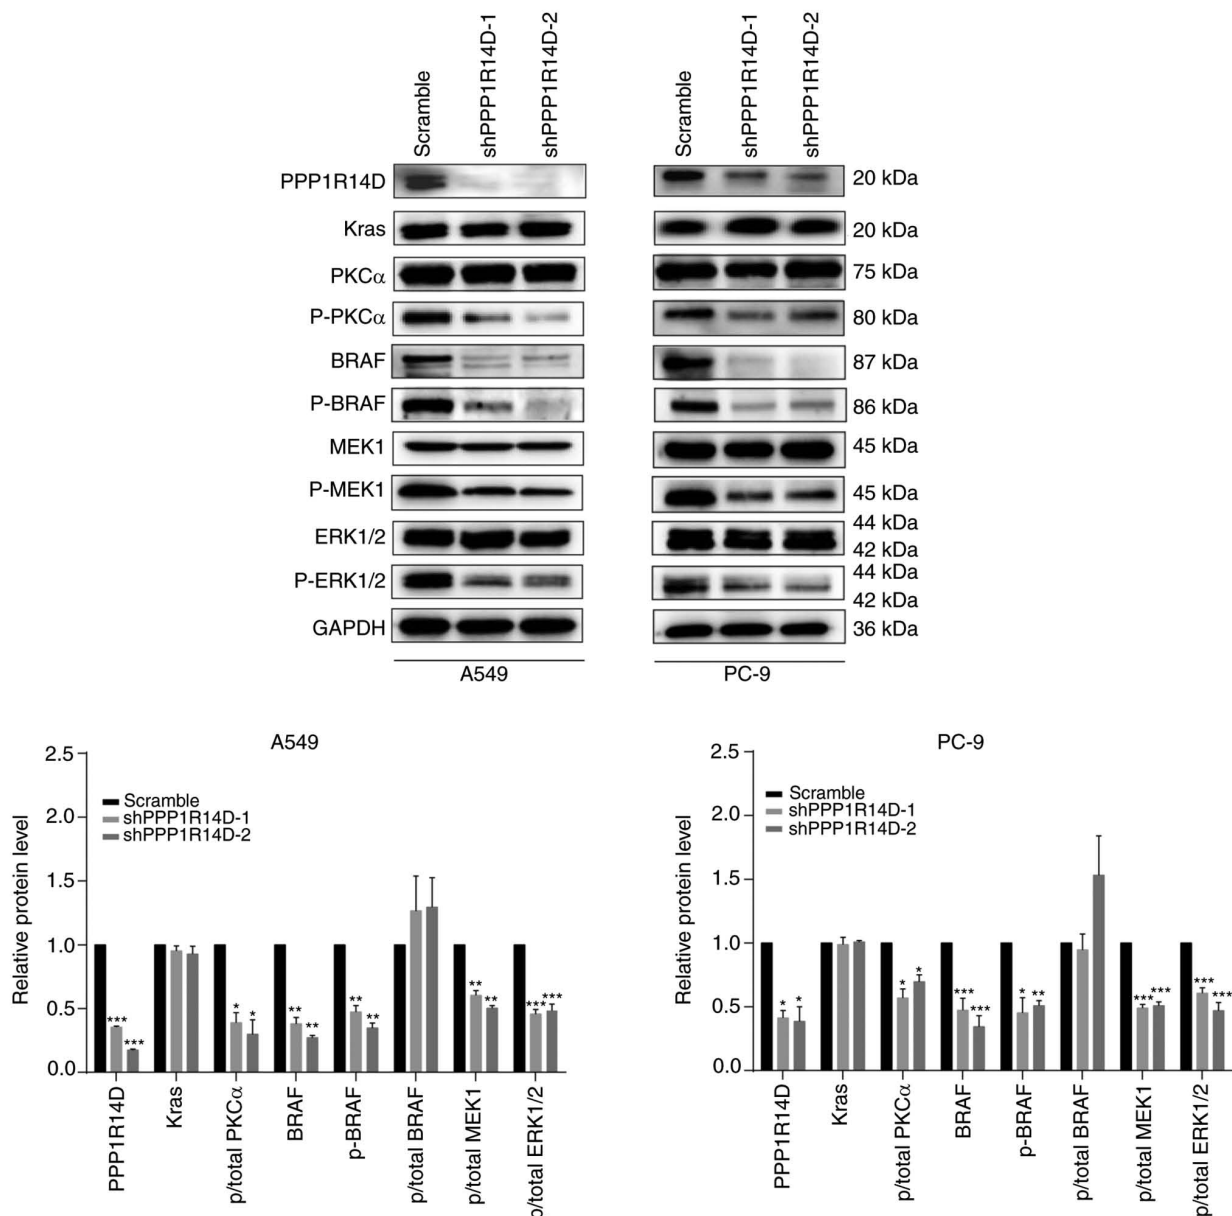 Scramble
shPPP1R14D-1
shPPP1R14D-2
Scramble
shPPP1R14D-1
shPPP1R14D-2
PPP1R14D
20 kDa
Kras
20 kDa
PKCα
75 kDa
P-PKCα
80 kDa
BRAF
87 kDa
P-BRAF
86 kDa
MEK1
45 kDa
P-MEK1
45 kDa
ERK1/2
44 kDa
42 kDa
P-ERK1/2
44 kDa
42 kDa
GAPDH
36 kDa
A549
PC-9
A549
Relative protein level
2.5
2.0
1.5
1.0
0.5
0.0
Scramble
shPPP1R14D-1
shPPP1R14D-2
*** ***
* *
** **
** **
** **
*** ***
PPP1R14D
Kras
p/total PKCα
BRAF
p-BRAF
p/total BRAF
p/total MEK1
p/total ERK1/2
PC-9
Relative protein level
2.5
2.0
1.5
1.0
0.5
0.0
Scramble
shPPP1R14D-1
shPPP1R14D-2
* *
* *
*** ***
* **
*** ***
*** ***
PPP1R14D
Kras
p/total PKCα
BRAF
p-BRAF
p/total BRAF
p/total MEK1
p/total ERK1/2